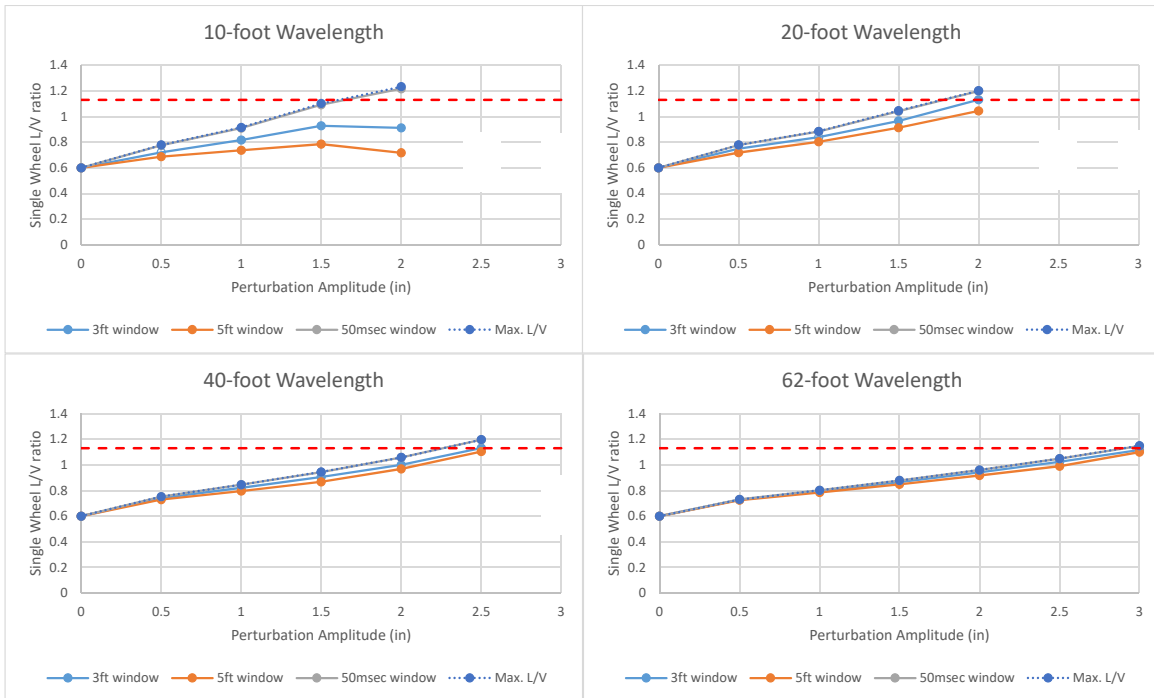 10-foot Wavelength
Single Wheel L/V ratio
1.4
1.2
1
0.8
0.6
0.4
0.2
0
0 0.5 1 1.5 2 2.5 3
Perturbation Amplitude (in)
3ft window 5ft window 50msec window Max. L/V
20-foot Wavelength
Single Wheel L/V ratio
1.4
1.2
1
0.8
0.6
0.4
0.2
0
0 0.5 1 1.5 2 2.5 3
Perturbation Amplitude (in)
3ft window 5ft window 50msec window Max. L/V
40-foot Wavelength
Single Wheel L/V ratio
1.4
1.2
1
0.8
0.6
0.4
0.2
0
0 0.5 1 1.5 2 2.5 3
Perturbation Amplitude (in)
3ft window 5ft window 50msec window Max. L/V
62-foot Wavelength
Single Wheel L/V ratio
1.4
1.2
1
0.8
0.6
0.4
0.2
0
0 0.5 1 1.5 2 2.5 3
Perturbation Amplitude (in)
3ft window 5ft window 50msec window Max. L/V